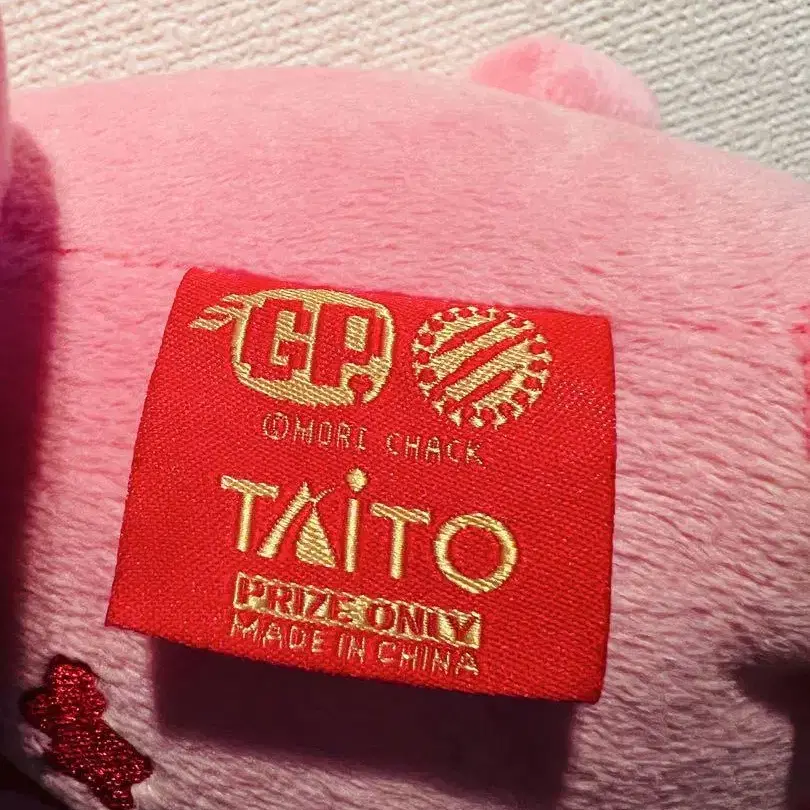 GP.
©MORI CHACK
TAiTO
PRIZE ONLY
MADE IN CHINA